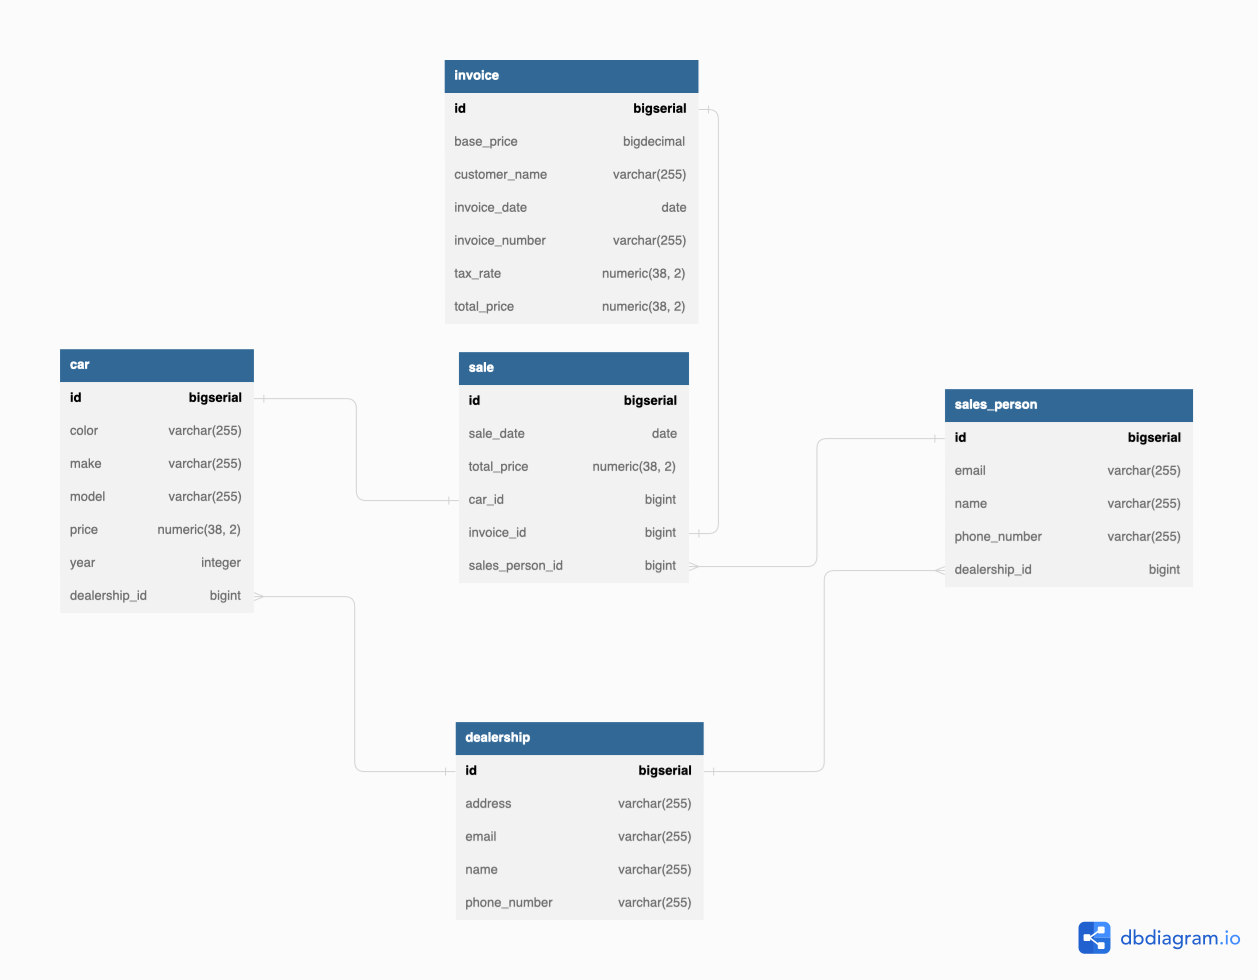 invoice
id bigserial
base_price bigdecimal
customer_name varchar(255)
invoice_date date
invoice_number varchar(255)
tax_rate numeric(38, 2)
total_price numeric(38, 2)
car
id bigserial
color varchar(255)
make varchar(255)
model varchar(255)
price numeric(38, 2)
year integer
dealership_id bigint
sale
id bigserial
sale_date date
total_price numeric(38, 2)
car_id bigint
invoice_id bigint
sales_person_id bigint
sales_person
id bigserial
email varchar(255)
name varchar(255)
phone_number varchar(255)
dealership_id bigint
dealership
id bigserial
address varchar(255)
email varchar(255)
name varchar(255)
phone_number varchar(255)
dbdiagram.io